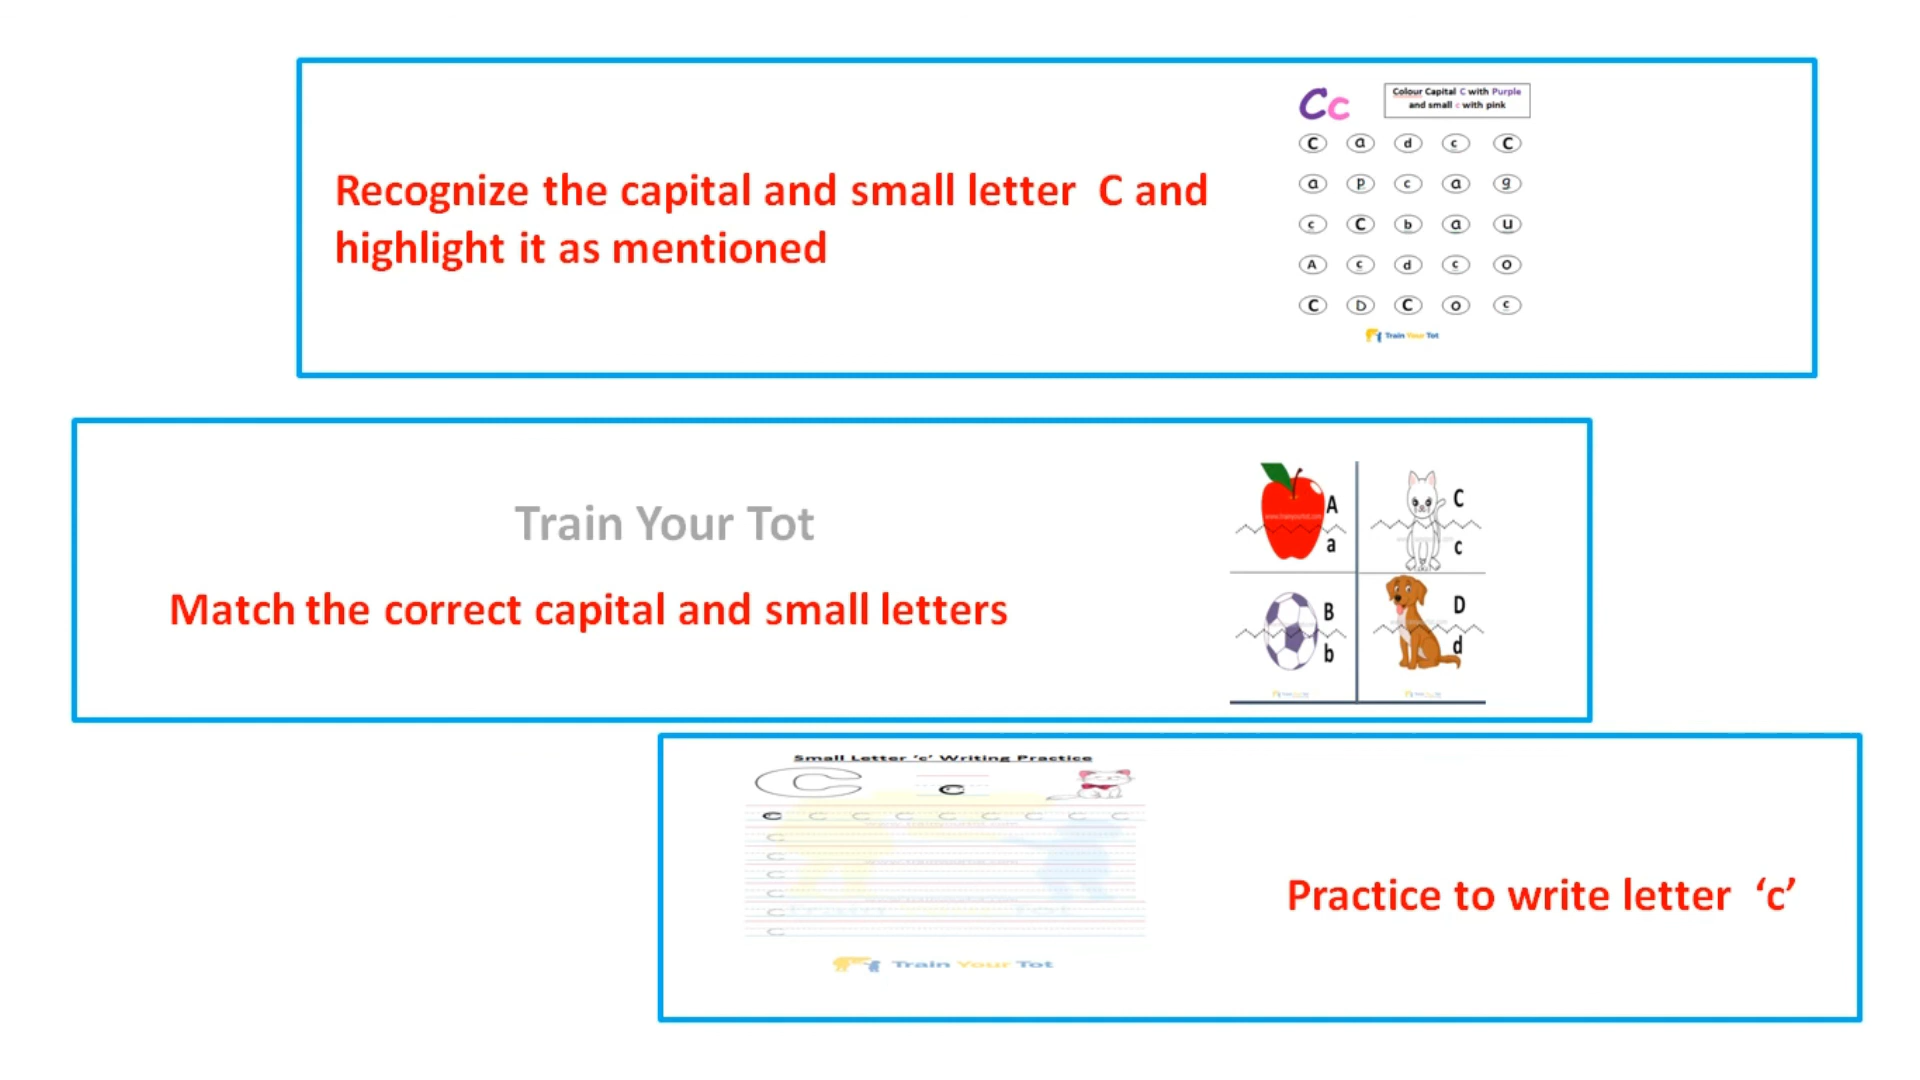 Recognize the capital and small letter C and
highlight it as mentioned
Cc
Colour Capital C with Purple
and small c with pink
C a d c C
a p c a g
c C b a u
A c d c o
C D C o c
Train Your Tot
Train Your Tot
Match the correct capital and small letters
A
a
C
c
B
b
D
d
Small Letter ‘c’ Writing Practice
C
c
c c c c c c c c c
c
c
c
c
c
c
Train Your Tot
Practice to write letter ‘c’